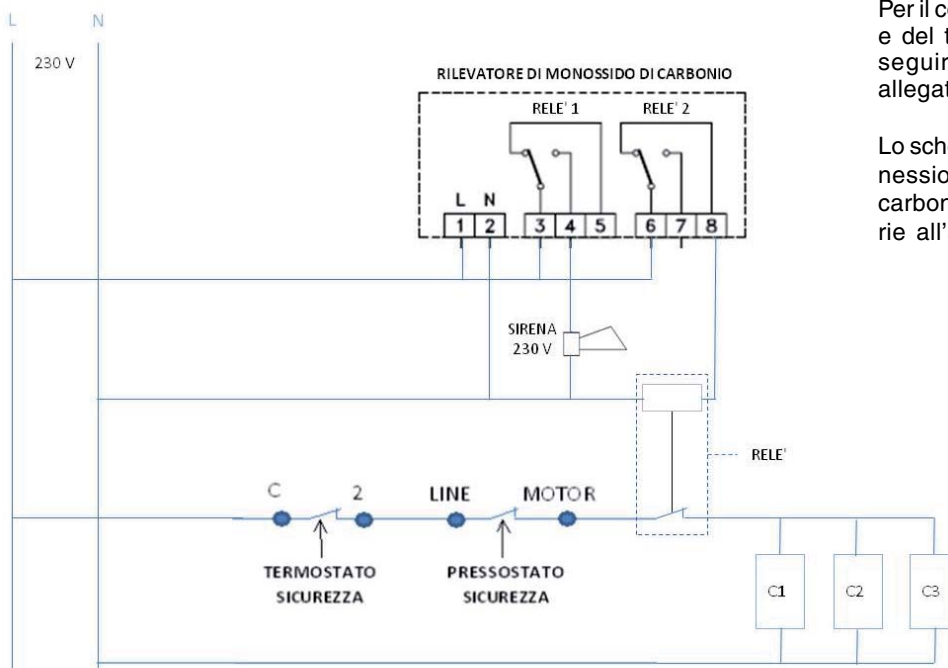 L N
230 V
RILEVATORE DI MONOSSIDO DI CARBONIO
RELE' 1 RELE' 2
L N
1 2 3 4 5 6 7 8
SIRENA
230 V
RELE'
C 2 LINE MOTOR
TERMOSTATO
SICUREZZA
PRESSOSTATO
SICUREZZA
C1 C2 C3
Per il
e del
seguir
allegat
Lo
nessio
carbon
rie all'